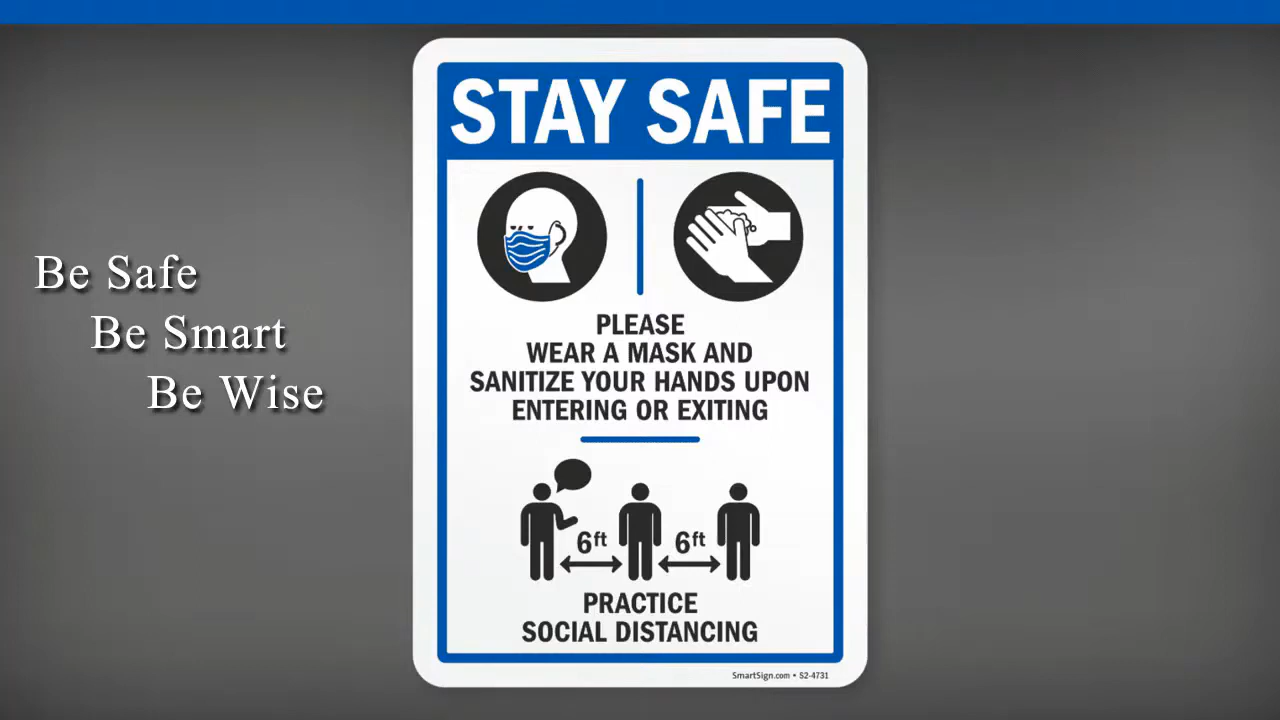 Be Safe
Be Smart
Be Wise
STAY SAFE
PLEASE
WEAR A MASK AND
SANITIZE YOUR HANDS UPON
ENTERING OR EXITING
6ft 6ft
PRACTICE
SOCIAL DISTANCING
SmartSign.com • S2-4731